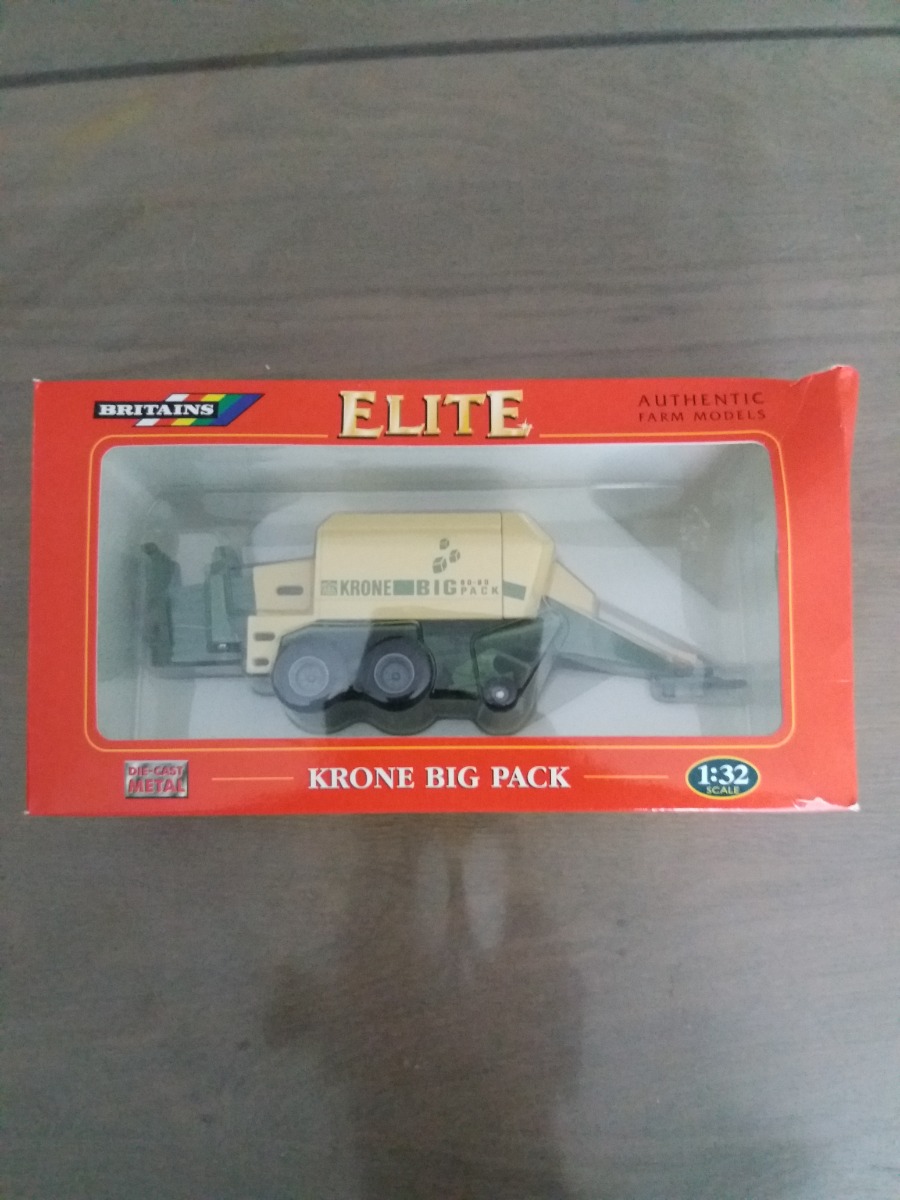 BRITAINS
ELITE
AUTHENTIC
FARM MODELS
KRONE BIG
PACK
DIE-CAST
METAL
KRONE BIG PACK
1:32
SCALE